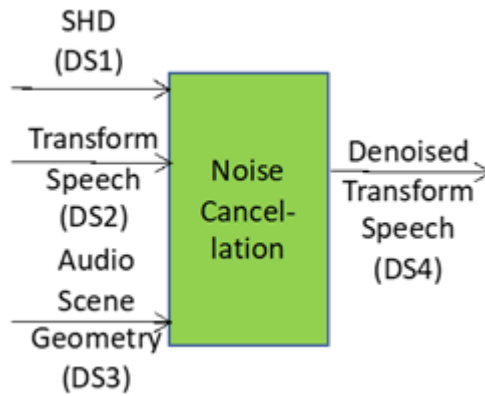 SHD
(DS1)
Transform
Speech
(DS2)
Audio
Scene
Geometry
(DS3)
Noise
Cancel-
lation
Denoised
Transform
Speech
(DS4)